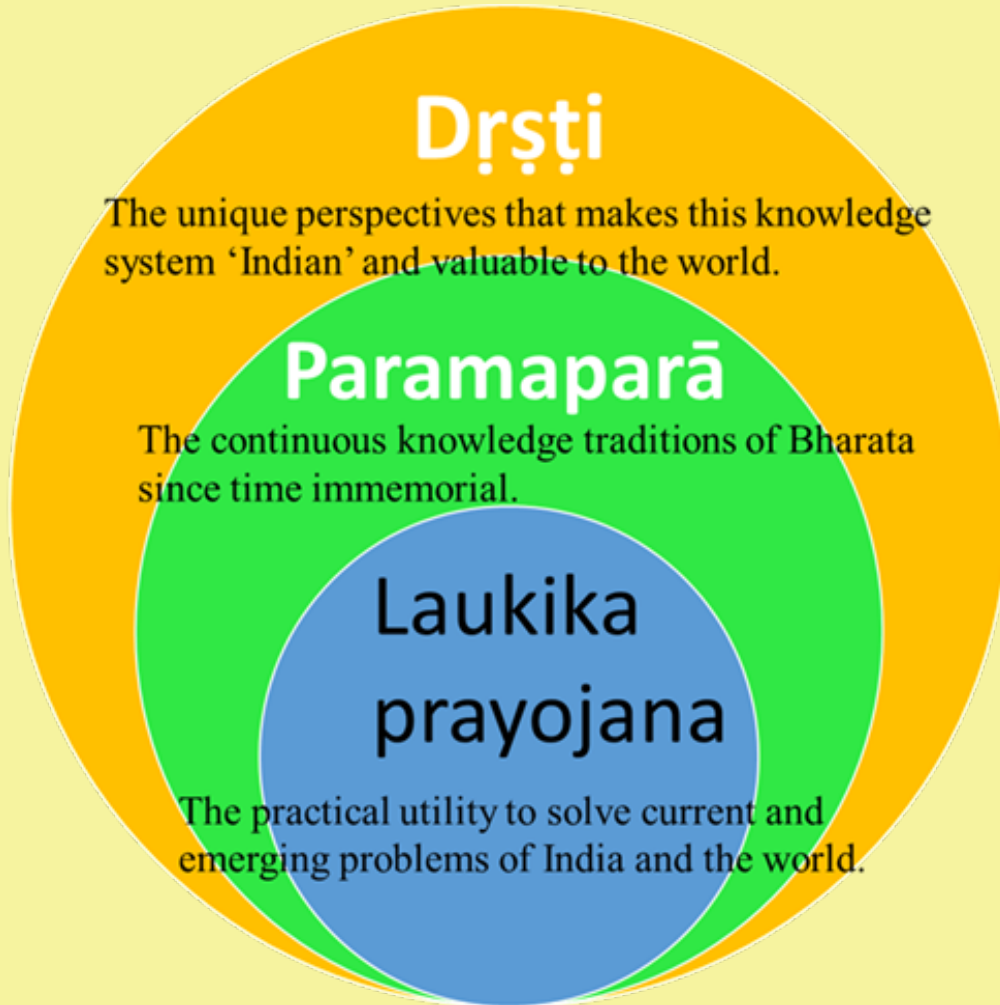 Dṛṣṭi
The unique perspectives that makes this knowledge
system ‘Indian’ and valuable to the world.
Paramaparā
The continuous knowledge traditions of Bharata
since time immemorial.
Laukika
prayojana
The practical utility to solve current and
emerging problems of India and the world.